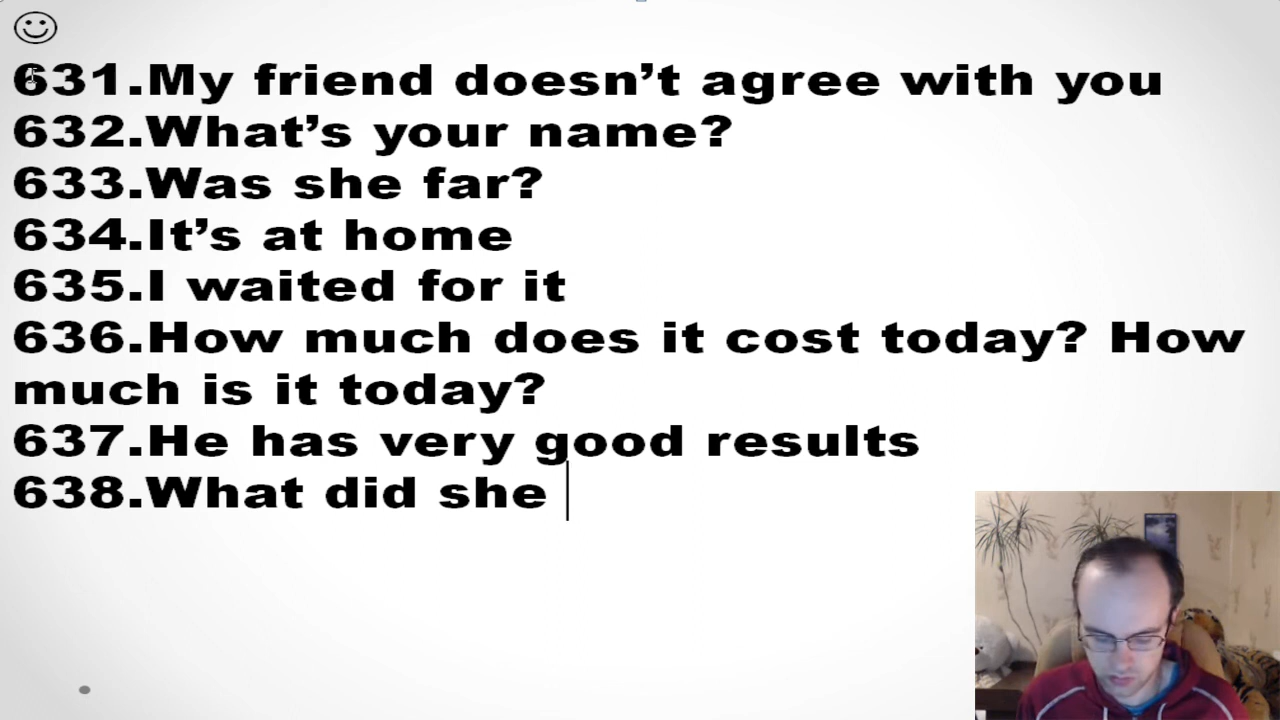 631.My friend doesn’t agree with you
632.What’s your name?
633.Was she far?
634.It’s at home
635.I waited for it
636.How much does it cost today? How
much is it today?
637.He has very good results
638.What did she